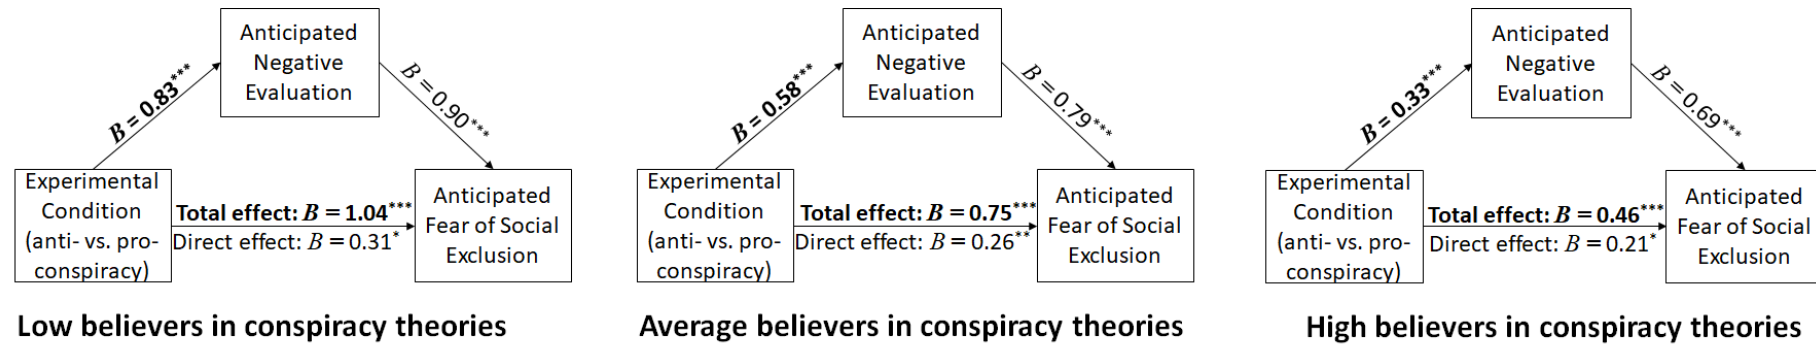 Anticipated
Negative
Evaluation
B = 0.83***
B = 0.90***
Experimental
Condition
(anti- vs. pro-
conspiracy)
Total effect: B = 1.04***
Direct effect: B = 0.31*
Anticipated
Fear of Social
Exclusion
Low believers in conspiracy theories
Anticipated
Negative
Evaluation
B = 0.58***
B = 0.79***
Experimental
Condition
(anti- vs. pro-
conspiracy)
Total effect: B = 0.75***
Direct effect: B = 0.26**
Anticipated
Fear of Social
Exclusion
Average believers in conspiracy theories
Anticipated
Negative
Evaluation
B = 0.33***
B = 0.69***
Experimental
Condition
(anti- vs. pro-
conspiracy)
Total effect: B = 0.46***
Direct effect: B = 0.21*
Anticipated
Fear of Social
Exclusion
High believers in conspiracy theories